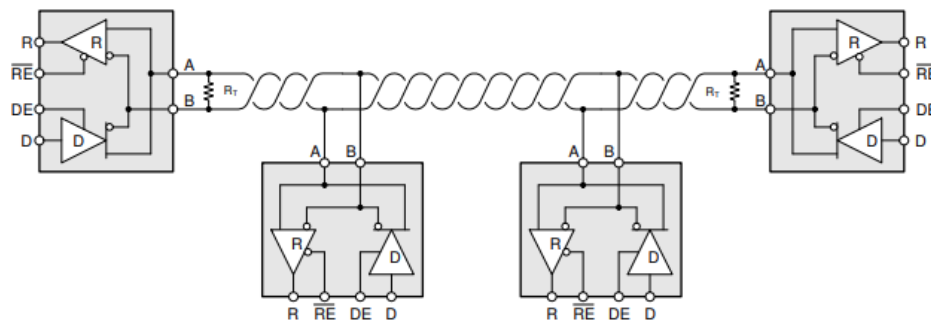 R R A A R R
RE RT RT RE
DE B B DE
D D A B A B D D
R D R D
R RE DE D R RE DE D